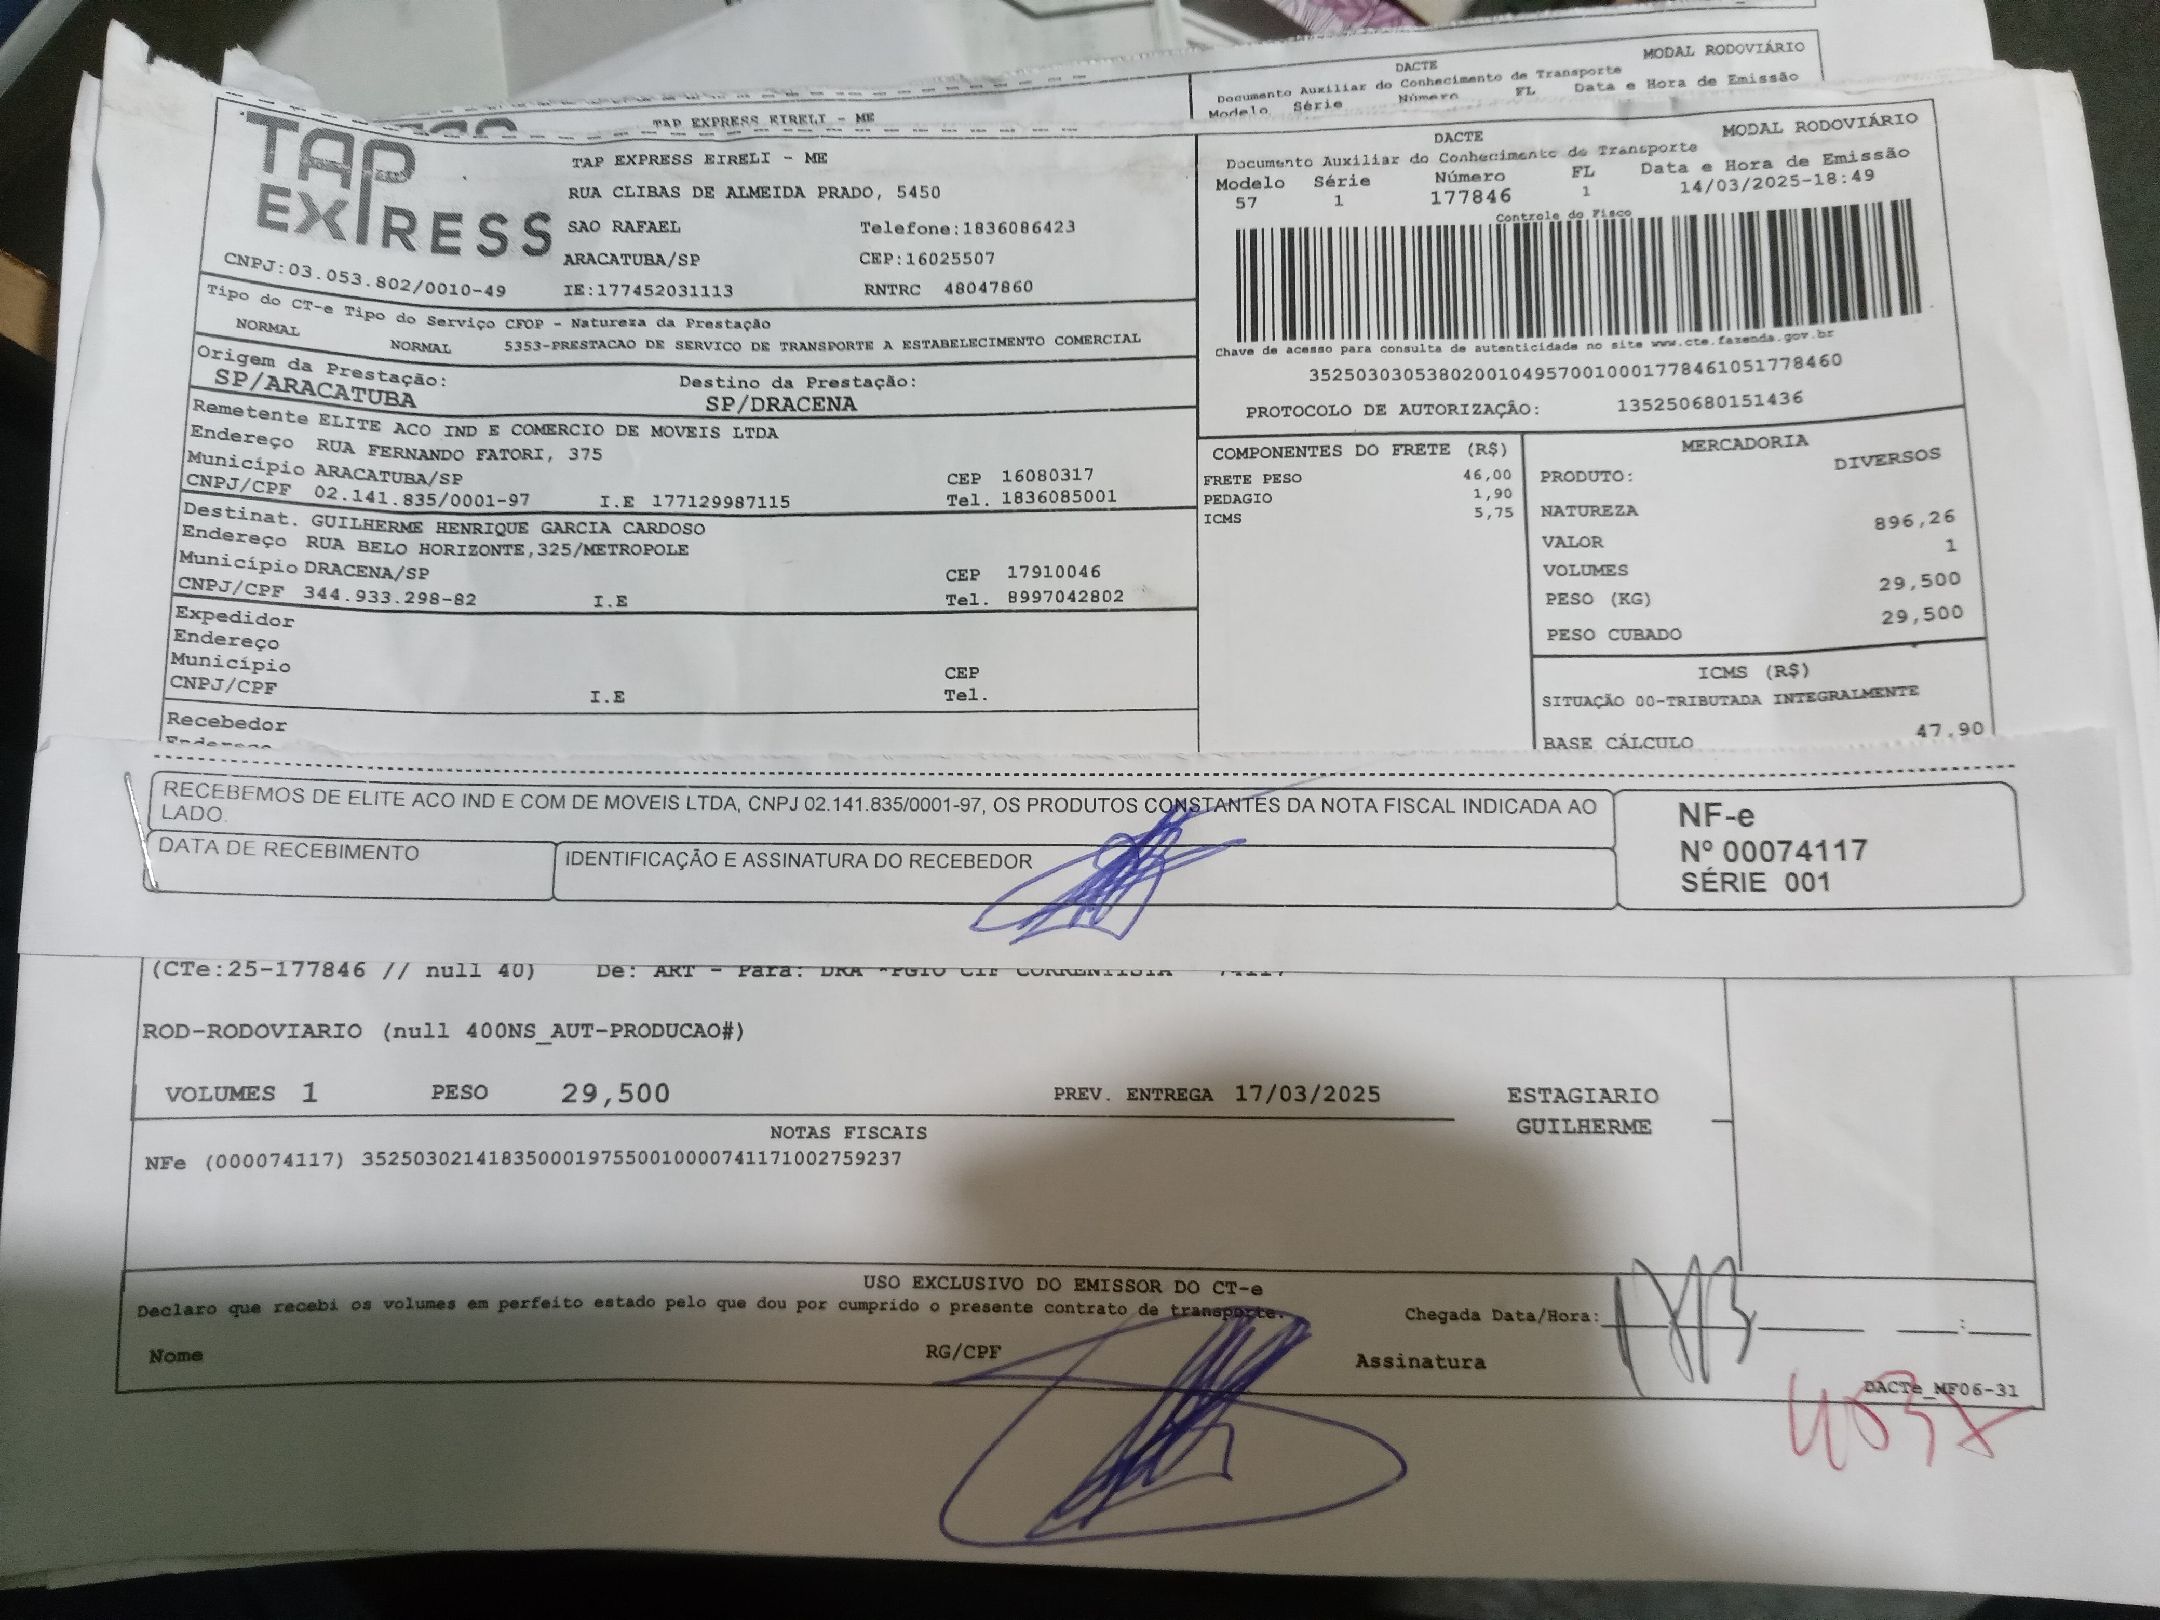 DACTE
MODAL RODOVIÁRIO
Documento Auxiliar do Conhecimento de Transporte
Modelo Série Número FL Data e Hora de Emissão
TAP EXPRESS EIRELI - ME
TAP EXPRESS
TAP EXPRESS EIRELI - ME
RUA CLIBAS DE ALMEIDA PRADO, 5450
SAO RAFAEL Telefone:1836086423
ARACATUBA/SP CEP:16025507
CNPJ:03.053.802/0010-49 IE:177452031113 RNTRC 48047860
DACTE
MODAL RODOVIÁRIO
Documento Auxiliar do Conhecimento de Transporte
Modelo Série Número FL Data e Hora de Emissão
57 1 177846 1 14/03/2025-18:49
Controle do Fisco
Chave de acesso para consulta de autenticidade no site www.cte.fazenda.gov.br
35250303053802001049570010001778461051778460
PROTOCOLO DE AUTORIZAÇÃO: 135250680151436
Tipo do CT-e Tipo do Serviço CFOP - Natureza da Prestação
NORMAL NORMAL 5353-PRESTACAO DE SERVICO DE TRANSPORTE A ESTABELECIMENTO COMERCIAL
Origem da Prestação: Destino da Prestação:
SP/ARACATUBA SP/DRACENA
Remetente ELITE ACO IND E COMERCIO DE MOVEIS LTDA
Endereço RUA FERNANDO FATORI, 375
Município ARACATUBA/SP CEP 16080317
CNPJ/CPF 02.141.835/0001-97 I.E 177129987115 Tel. 1836085001
Destinat. GUILHERME HENRIQUE GARCIA CARDOSO
Endereço RUA BELO HORIZONTE,325/METROPOLE
Município DRACENA/SP CEP 17910046
CNPJ/CPF 344.933.298-82 I.E Tel. 8997042802
Expedidor
Endereço
Município CEP
CNPJ/CPF I.E Tel.
Recebedor
Endereço
COMPONENTES DO FRETE (R$)
FRETE PESO 46,00
PEDAGIO 1,90
ICMS 5,75
MERCADORIA
PRODUTO: DIVERSOS
NATUREZA
VALOR 896,26
VOLUMES 1
PESO (KG) 29,500
PESO CUBADO 29,500
ICMS (R$)
SITUAÇÃO 00-TRIBUTADA INTEGRALMENTE
BASE CÁLCULO 47,90
RECEBEMOS DE ELITE ACO IND E COM DE MOVEIS LTDA, CNPJ 02.141.835/0001-97, OS PRODUTOS CONSTANTES DA NOTA FISCAL INDICADA AO
LADO.
DATA DE RECEBIMENTO
IDENTIFICAÇÃO E ASSINATURA DO RECEBEDOR
NF-e
Nº 00074117
SÉRIE 001
(CTe:25-177846 // null 40) De: ART - Para: DRA *PGTO CIF CORRENTISTA 74117
ROD-RODOVIARIO (null 400NS_AUT-PRODUCAO#)
VOLUMES 1 PESO 29,500 PREV. ENTREGA 17/03/2025 ESTAGIARIO
GUILHERME
NOTAS FISCAIS
NFe (000074117) 35250302141835000197550010000741171002759237
USO EXCLUSIVO DO EMISSOR DO CT-e
Declaro que recebi os volumes em perfeito estado pelo que dou por cumprido o presente contrato de transporte.
Chegada Data/Hora:
Nome RG/CPF Assinatura
DACTe_MF06-31